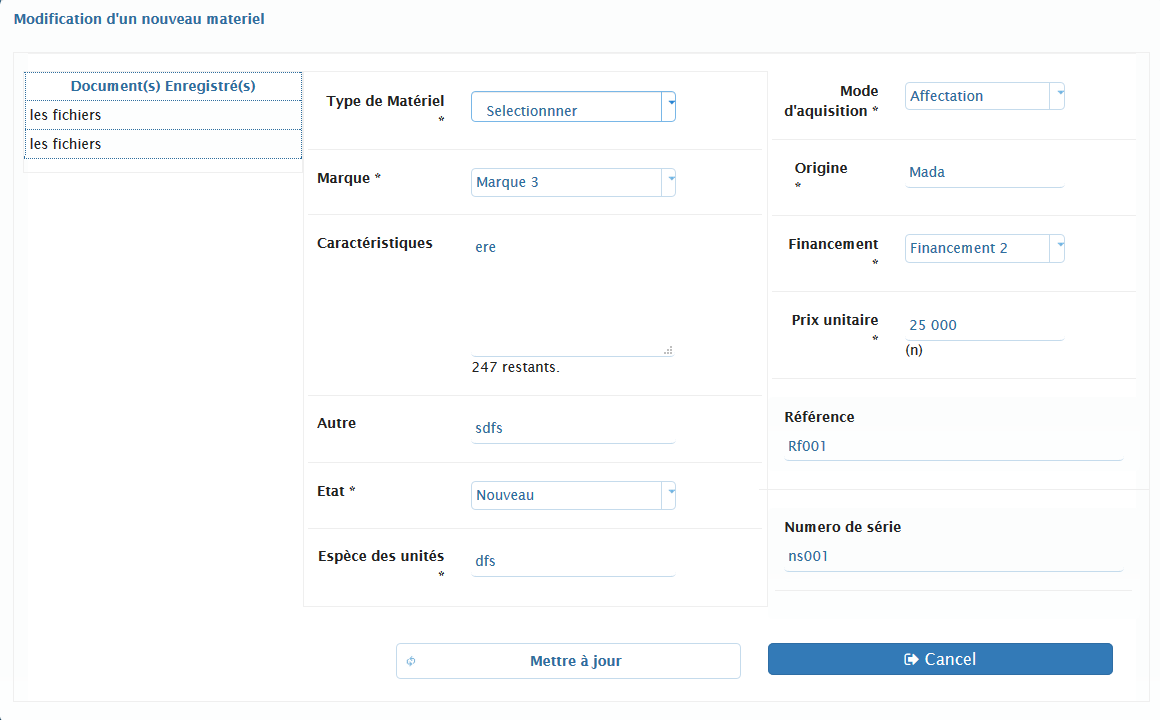 Modification d'un nouveau materiel
Document(s) Enregistré(s)
les fichiers
les fichiers
Type de Matériel
*
Selectionnner
Marque *
Marque 3
Caractéristiques
ere
247 restants.
Autre
sdfs
Etat *
Nouveau
Espèce des unités
*
dfs
Mode
d'aquisition *
Affectation
Origine
*
Mada
Financement
*
Financement 2
Prix unitaire
*
25 000
(n)
Référence
Rf001
Numero de série
ns001
Mettre à jour
Cancel